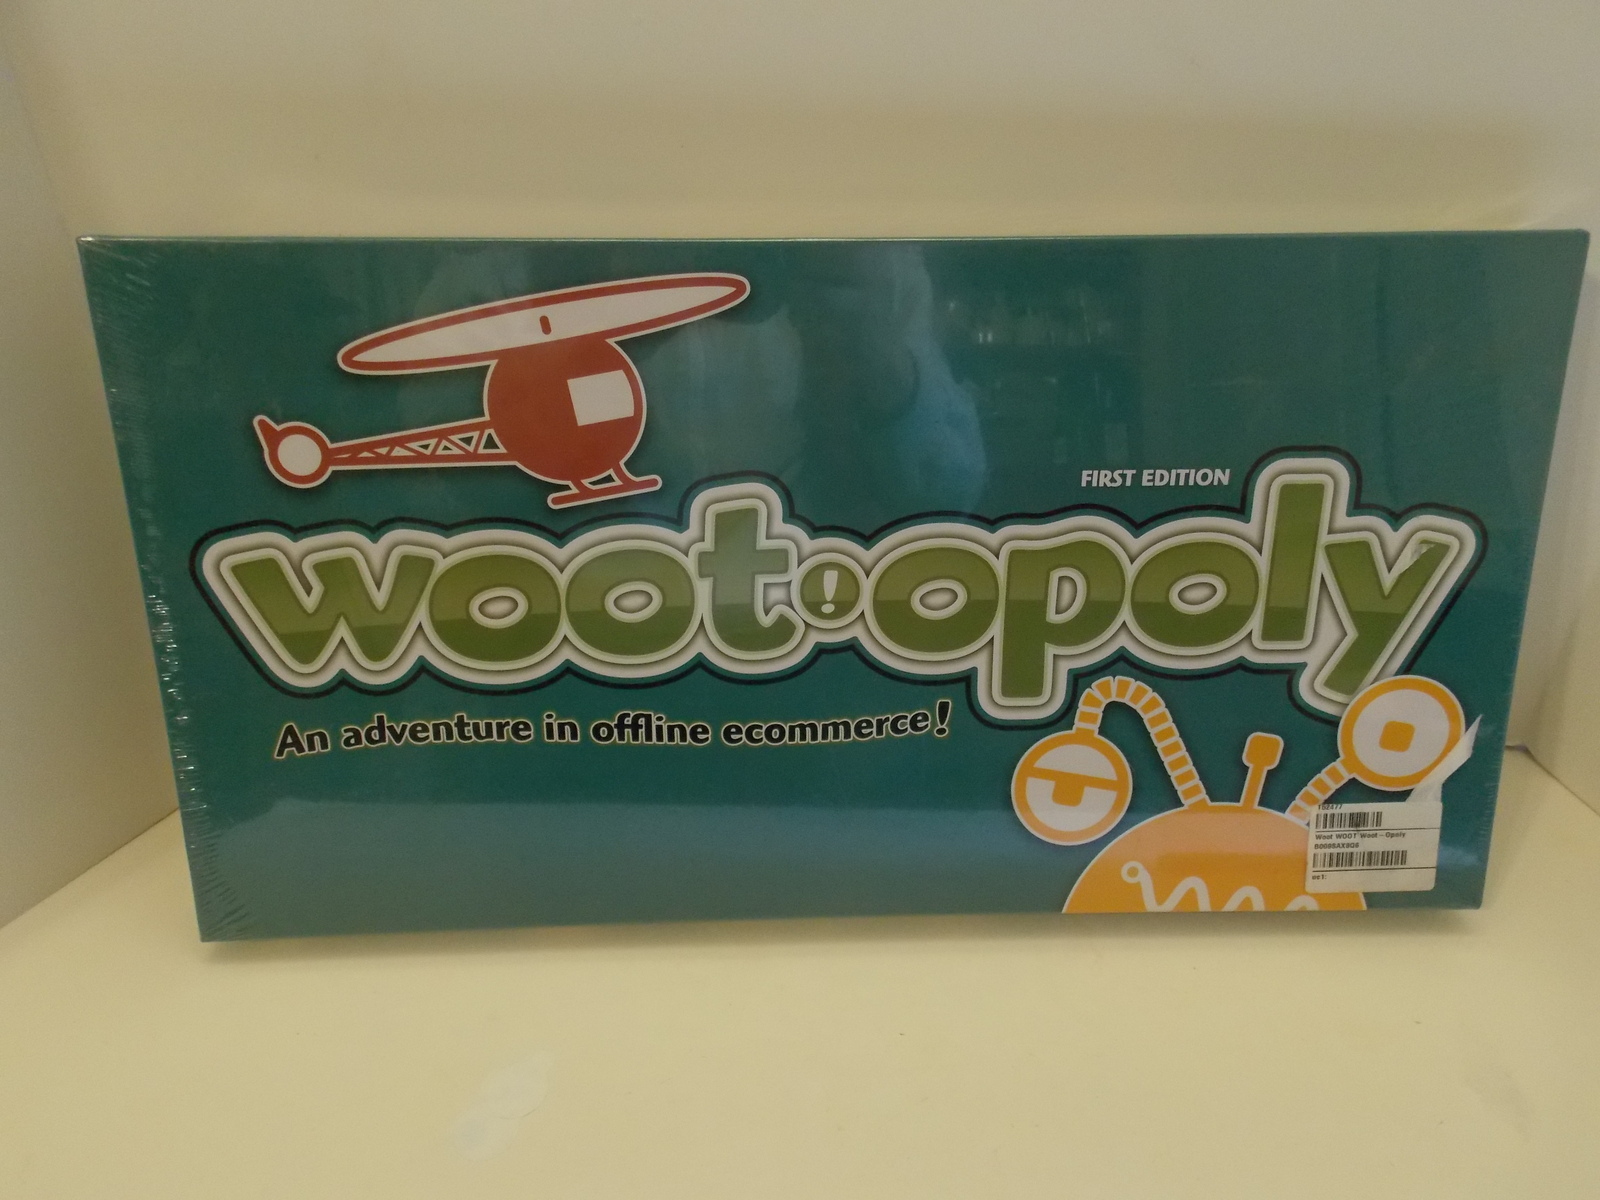 FIRST EDITION
woot!opoly
An adventure in offline ecommerce!
Woot WOOT Woot - Opoly